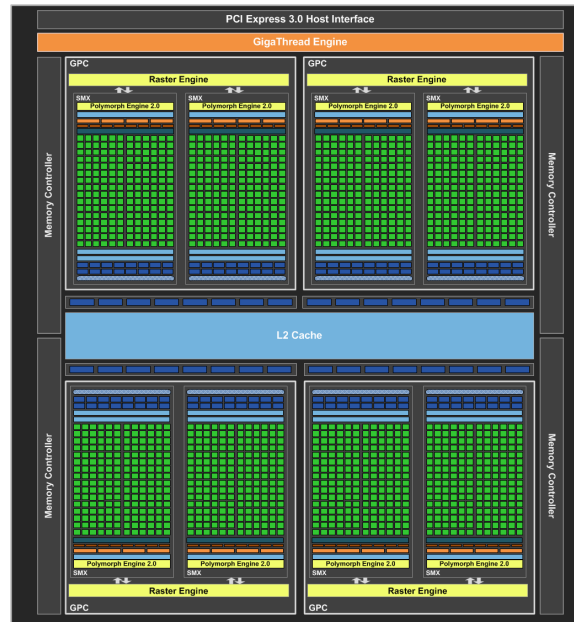 PCI Express 3.0 Host Interface
GigaThread Engine
GPC
GPC
Raster Engine
Raster Engine
SMX
SMX
SMX
SMX
Polymorph Engine 2.0
Polymorph Engine 2.0
Polymorph Engine 2.0
Polymorph Engine 2.0
Memory Controller
Memory Controller
L2 Cache
Memory Controller
Memory Controller
Polymorph Engine 2.0
Polymorph Engine 2.0
Polymorph Engine 2.0
Polymorph Engine 2.0
SMX
SMX
SMX
SMX
Raster Engine
Raster Engine
GPC
GPC